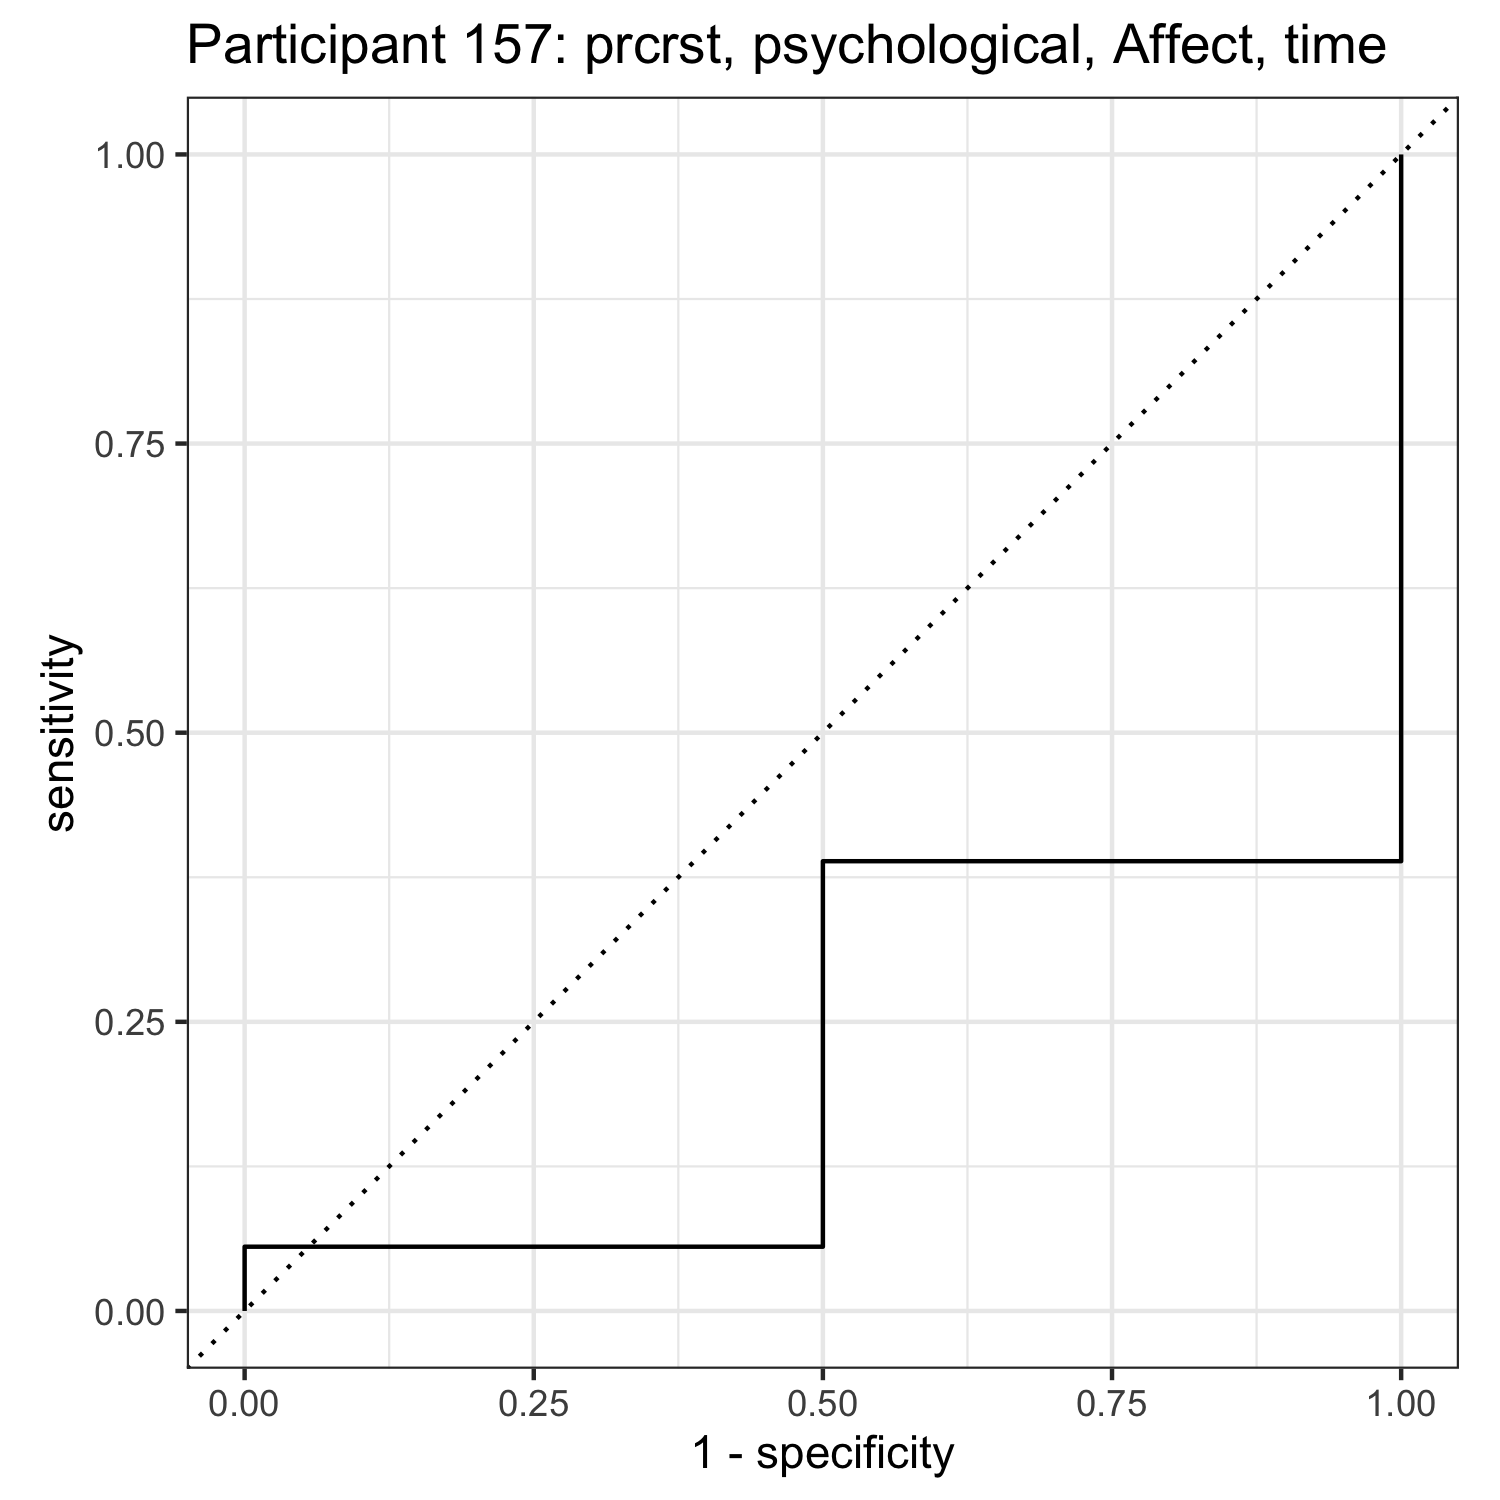 Participant 157: prcrst, psychological, Affect, time
1.00
0.75
0.50
0.25
0.00
sensitivity
0.00 0.25 0.50 0.75 1.00
1 - specificity